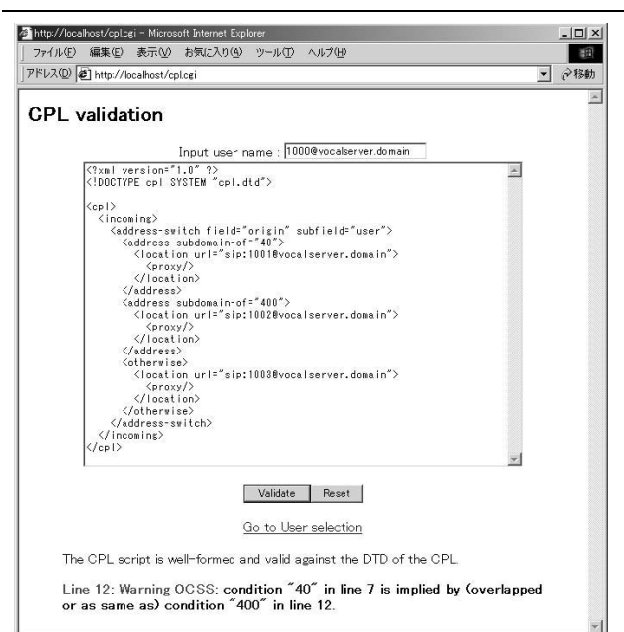 http://localhost/cpl.cgi - Microsoft Internet Explorer
ファイル(F) 編集(E) 表示(V) お気に入り(A) ツール(T) ヘルプ(H)
アドレス(D) http://localhost/cpl.cgi 移動
CPL validation
Input user name : 1000@vocalserver.domain
<?xml version="1.0" ?>
<!DOCTYPE cpl SYSTEM "cpl.dtd">
<cpl>
<incoming>
<address-switch field="origin" subfield="user">
<address subdomain-of="40">
<location url="sip:1001@vocalserver.domain">
<proxy/>
</location>
</address>
<address subdomain-of="400">
<location url="sip:1002@vocalserver.domain">
<proxy/>
</location>
</address>
<otherwise>
<location url="sip:1003@vocalserver.domain">
<proxy/>
</location>
</otherwise>
</address-switch>
</incoming>
</cpl>
Validate Reset
Go to User selection
The CPL script is well-formed and valid against the DTD of the CPL.
Line 12: Warning OCSS: condition "40" in line 7 is implied by (overlapped
or as same as) condition "400" in line 12.